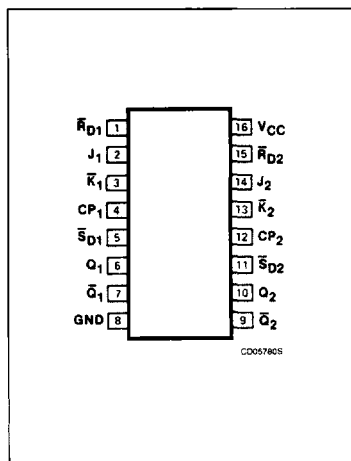 R̅D1 1 16 VCC
J1 2 15 R̅D2
K̅1 3 14 J2
CP1 4 13 K̅2
S̅D1 5 12 CP2
Q1 6 11 S̅D2
Q̅1 7 10 Q2
GND 8 9 Q̅2
CD05780S